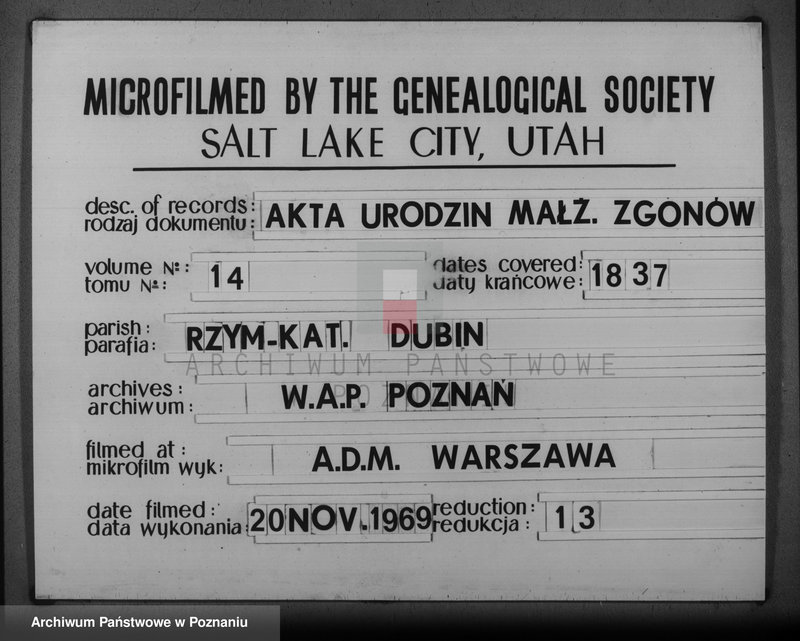 MICROFILMED BY THE GENEALOGICAL SOCIETY
SALT LAKE CITY, UTAH
desc. of records: AKTA URODZIN MAŁŻ. ZGONÓW
rodzaj dokumentu:
volume №: 14 dates covered: 1837
tomu №: daty krańcowe:
parish: RZYM-KAT. DUBIN
parafia:
ARCHIWUM PAŃSTWOWE
archives: W.A.P. POZNAŃ
archiwum:
filmed at: A.D.M. WARSZAWA
mikrofilm wyk:
date filmed: 20 NOV. 1969 reduction: 13
data wykonania: redukcja:
Archiwum Państwowe w Poznaniu